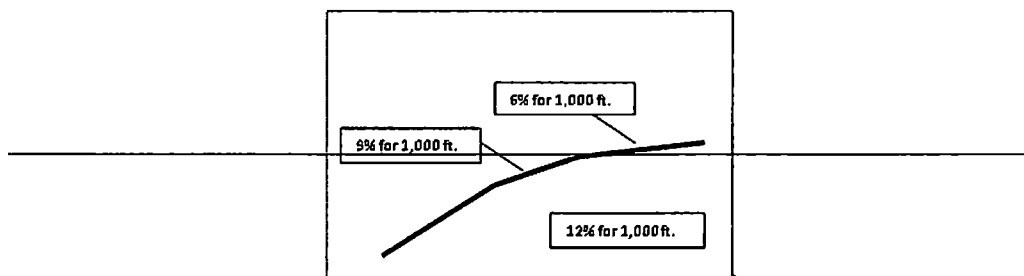 6% for 1,000 ft.
9% for 1,000 ft.
12% for 1,000 ft.